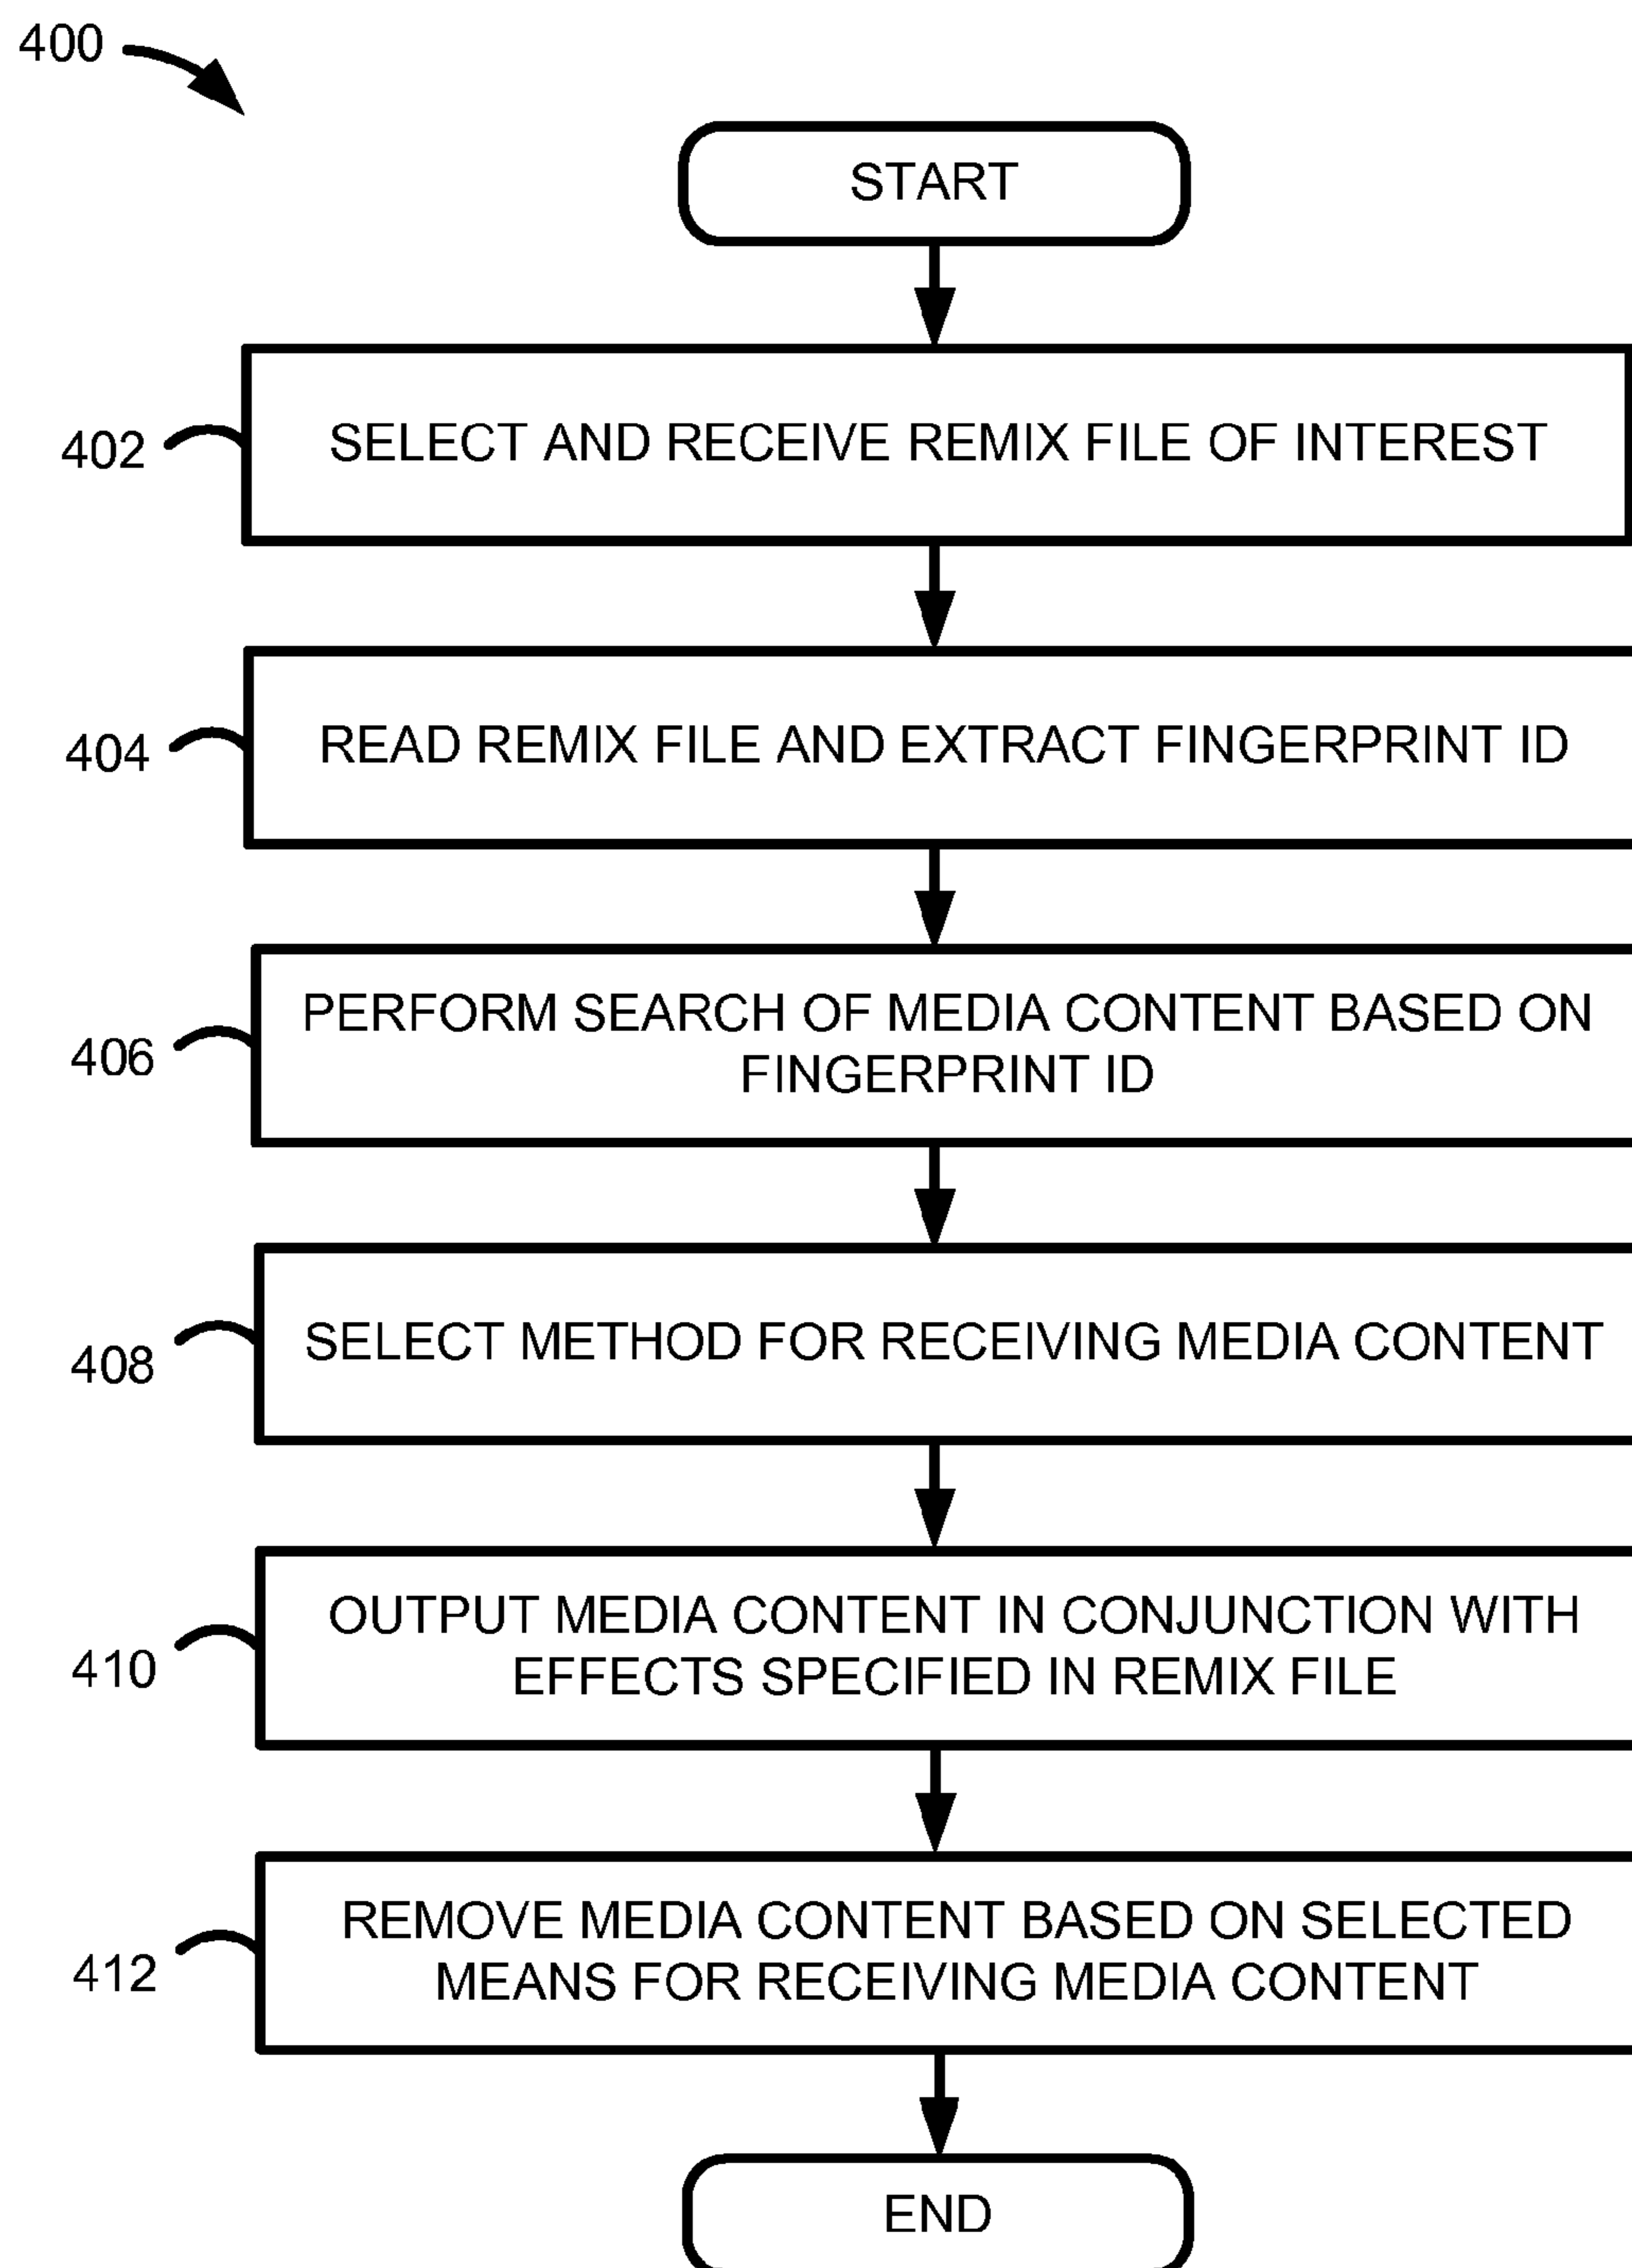 400
START
402
SELECT AND RECEIVE REMIX FILE OF INTEREST
404
READ REMIX FILE AND EXTRACT FINGERPRINT ID
406
PERFORM SEARCH OF MEDIA CONTENT BASED ON
FINGERPRINT ID
408
SELECT METHOD FOR RECEIVING MEDIA CONTENT
410
OUTPUT MEDIA CONTENT IN CONJUNCTION WITH
EFFECTS SPECIFIED IN REMIX FILE
412
REMOVE MEDIA CONTENT BASED ON SELECTED
MEANS FOR RECEIVING MEDIA CONTENT
END